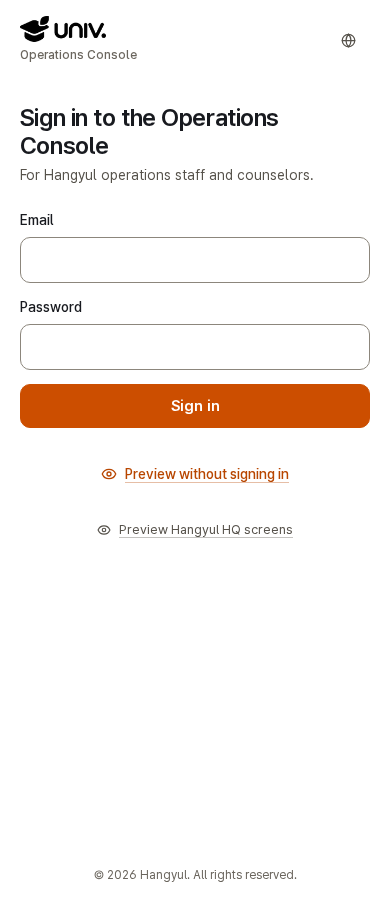 univ.
Operations Console
Sign in to the Operations
Console
For Hangyul operations staff and counselors.
Email
Password
Sign in
Preview without signing in
Preview Hangyul HQ screens
© 2026 Hangyul. All rights reserved.